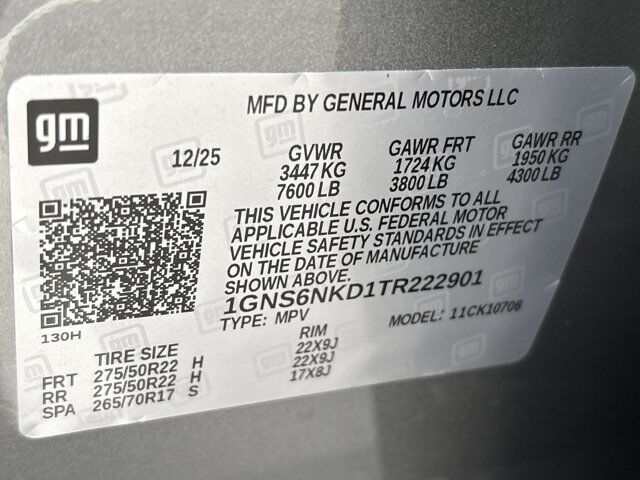 gm
MFD BY GENERAL MOTORS LLC
12/25 GVWR GAWR FRT GAWR RR
3447 KG 1724 KG 1950 KG
7600 LB 3800 LB 4300 LB
THIS VEHICLE CONFORMS TO ALL
APPLICABLE U.S. FEDERAL MOTOR
VEHICLE SAFETY STANDARDS IN EFFECT
ON THE DATE OF MANUFACTURE
SHOWN ABOVE.
1GNS6NKD1TR222901
TYPE: MPV MODEL: 11CK10706
130H
TIRE SIZE RIM
FRT 275/50R22 H 22X9J
RR 275/50R22 H 22X9J
SPA 265/70R17 S 17X8J